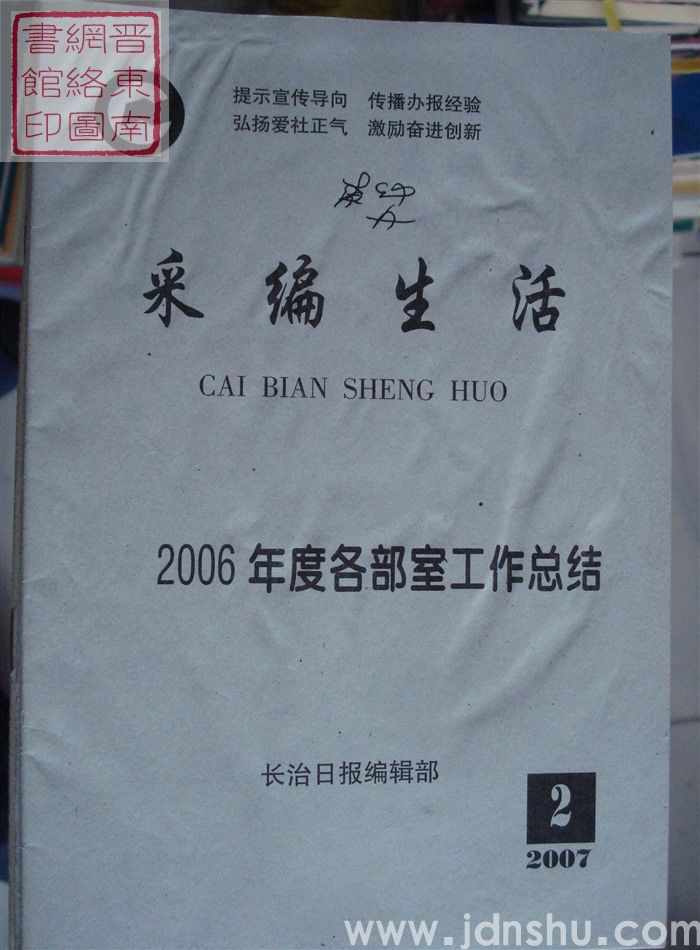 晋東南
網絡圖
書館印
提示宣传导向 传播办报经验
弘扬爱社正气 激励奋进创新
采编生活
CAI BIAN SHENG HUO
2006年度各部室工作总结
长治日报编辑部
2
2007
www.jdnshu.com